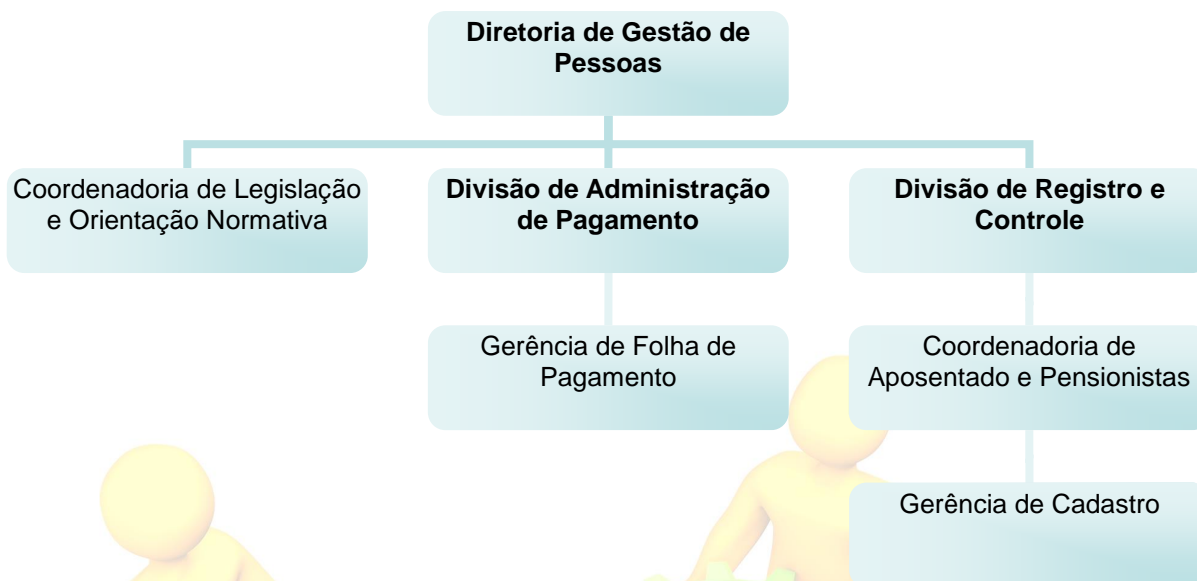 Diretoria de Gestão de
Pessoas
Coordenadoria de Legislação
e Orientação Normativa
Divisão de Administração
de Pagamento
Divisão de Registro e
Controle
Gerência de Folha de
Pagamento
Coordenadoria de
Aposentado e Pensionistas
Gerência de Cadastro